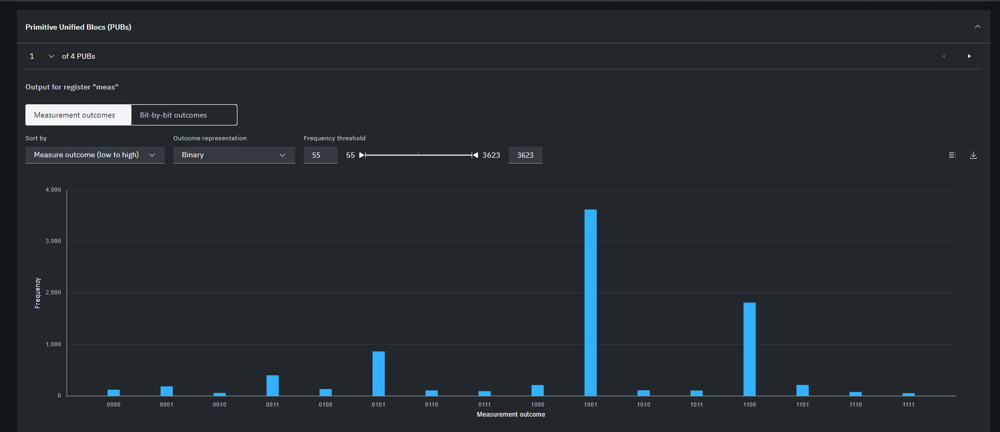 Primitive Unified Blocs (PUBs)
1 of 4 PUBs
Output for register "meas"
Measurement outcomes Bit-by-bit outcomes
Sort by Outcome representation Frequency threshold
Measure outcome (low to high) Binary 55 55 3623 3623
4,000
3,000
2,000
1,000
0
Frequency
0000 0001 0010 0011 0100 0101 0110 0111 1000 1001 1010 1011 1100 1101 1110 1111
Measurement outcome